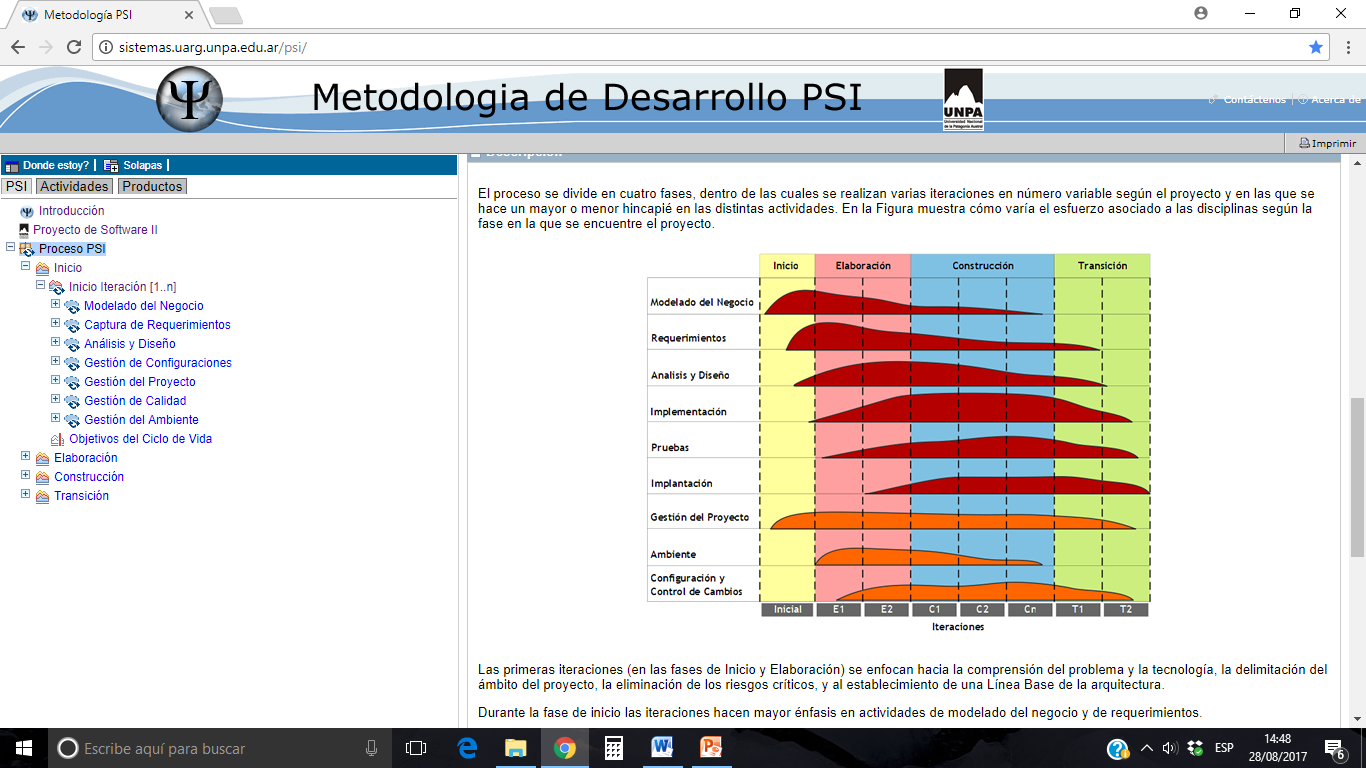 Metodología PSI
sistemas.uarg.unpa.edu.ar/psi/
Metodologia de Desarrollo PSI
UNPA
Universidad Nacional
de la Patagonia Austral
Contáctenos
Acerca de
Imprimir
Donde estoy?
Solapas
PSI
Actividades
Productos
Introducción
Proyecto de Software II
Proceso PSI
Inicio
Inicio Iteración [1..n]
Modelado del Negocio
Captura de Requerimientos
Análisis y Diseño
Gestión de Configuraciones
Gestión del Proyecto
Gestión de Calidad
Gestión del Ambiente
Objetivos del Ciclo de Vida
Elaboración
Construcción
Transición
Descripción
El proceso se divide en cuatro fases, dentro de las cuales se realizan varias iteraciones en número variable según el proyecto y en las que se
hace un mayor o menor hincapié en las distintas actividades. En la Figura muestra cómo varía el esfuerzo asociado a las disciplinas según la
fase en la que se encuentre el proyecto.
Inicio
Elaboración
Construcción
Transición
Modelado del Negocio
Requerimientos
Analisis y Diseño
Implementación
Pruebas
Implantación
Gestión del Proyecto
Ambiente
Configuración y
Control de Cambios
Inicial
E1
E2
C1
C2
Cn
T1
T2
Iteraciones
Las primeras iteraciones (en las fases de Inicio y Elaboración) se enfocan hacia la comprensión del problema y la tecnología, la delimitación del
ámbito del proyecto, la eliminación de los riesgos críticos, y al establecimiento de una Línea Base de la arquitectura.
Durante la fase de inicio las iteraciones hacen mayor énfasis en actividades de modelado del negocio y de requerimientos.
Escribe aquí para buscar
ESP
14:48
28/08/2017
6